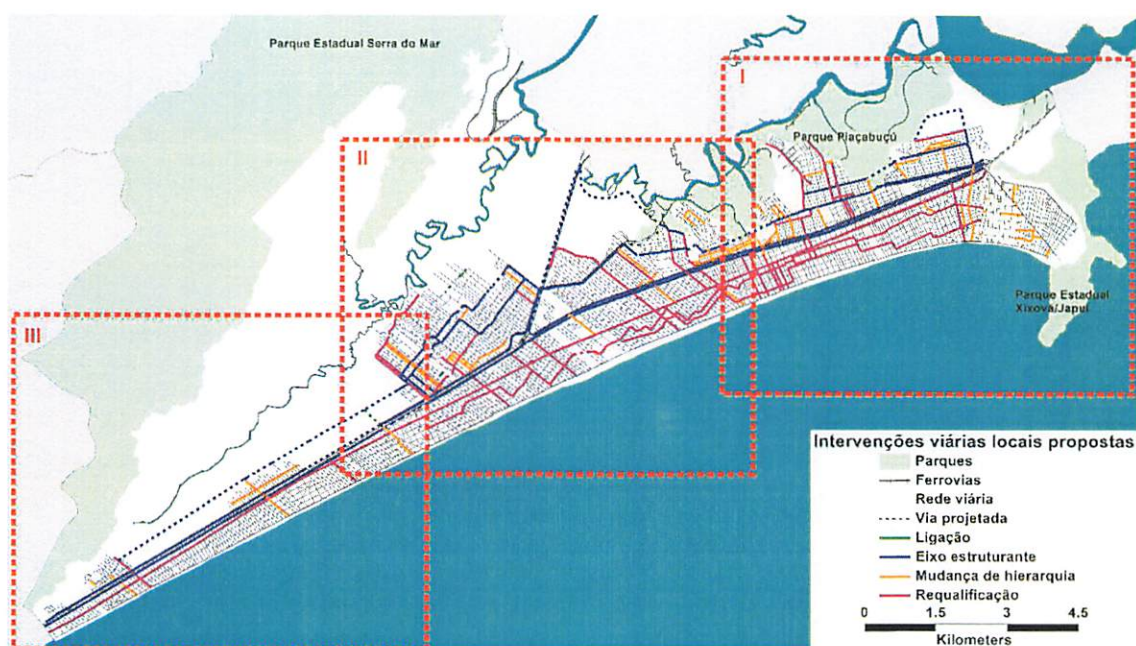 Parque Estadual Serra do Mar
I
Parque Piaçabuçú
II
Parque Estadual
Xixová/Japuí
III
Intervenções viárias locais propostas
Parques
Ferrovias
Rede viária
Via projetada
Ligação
Eixo estruturante
Mudança de hierarquia
Requalificação
0 1.5 3 4.5
Kilometers